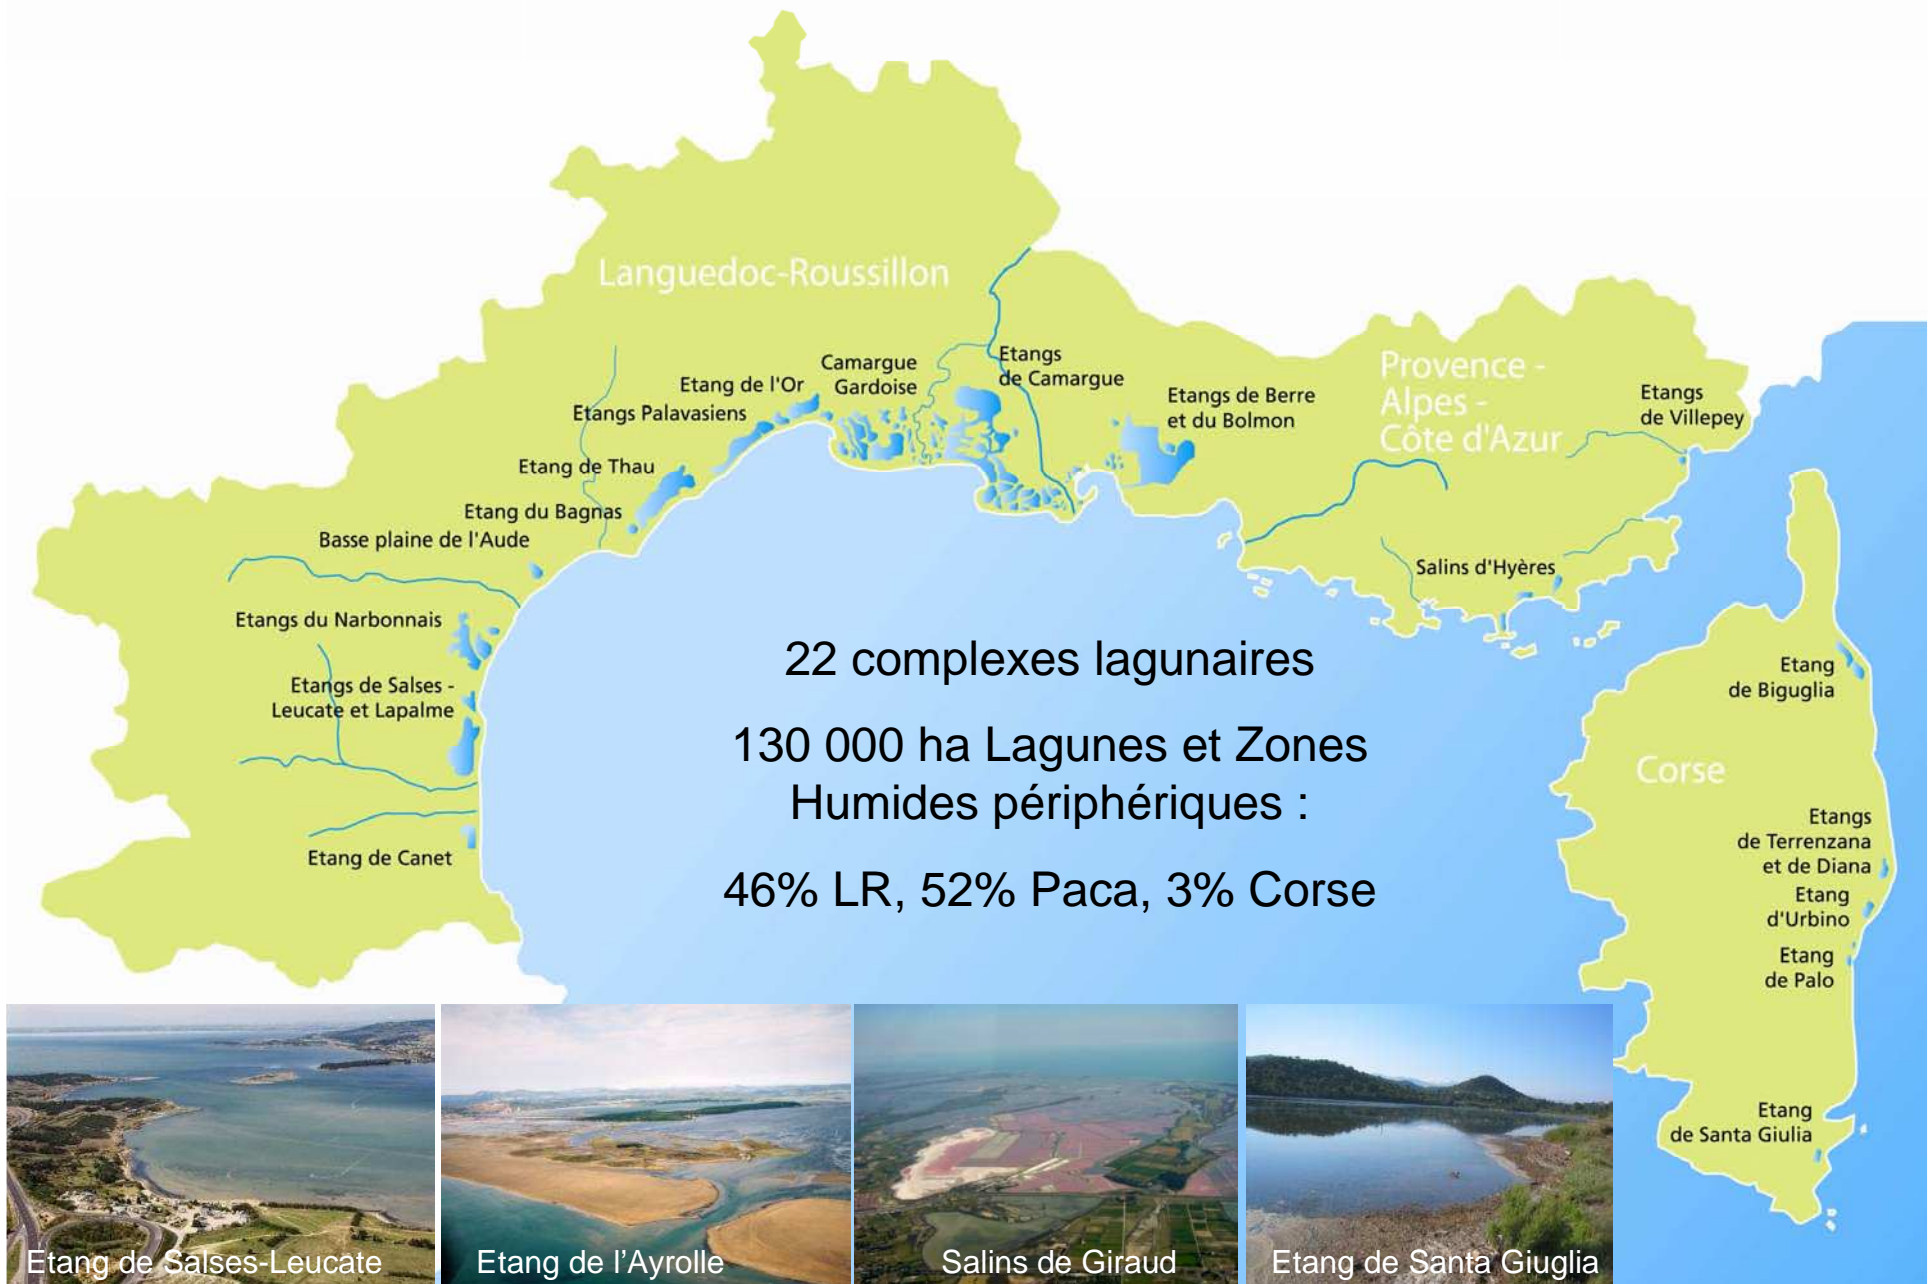 Languedoc-Roussillon
Provence -
Alpes -
Côte d'Azur
Corse
Camargue
Gardoise
Etangs
de Camargue
Etang de l'Or
Etangs Palavasiens
Etangs de Berre
et du Bolmon
Etangs
de Villepey
Etang de Thau
Etang du Bagnas
Basse plaine de l'Aude
Salins d'Hyères
Etangs du Narbonnais
Etangs de Salses -
Leucate et Lapalme
Etang de Canet
22 complexes lagunaires
130 000 ha Lagunes et Zones
Humides périphériques :
46% LR, 52% Paca, 3% Corse
Etang
de Biguglia
Etangs
de Terrenzana
et de Diana
Etang
d'Urbino
Etang
de Palo
Etang
de Santa Giulia
Etang de Salses-Leucate
Etang de l’Ayrolle
Salins de Giraud
Etang de Santa Giuglia